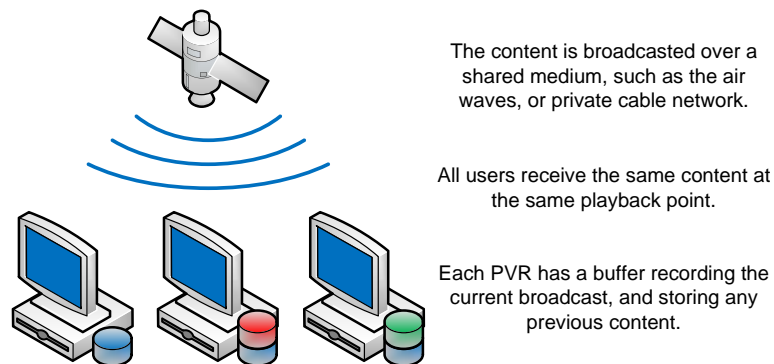 The content is broadcasted over a
shared medium, such as the air
waves, or private cable network.
All users receive the same content at
the same playback point.
Each PVR has a buffer recording the
current broadcast, and storing any
previous content.